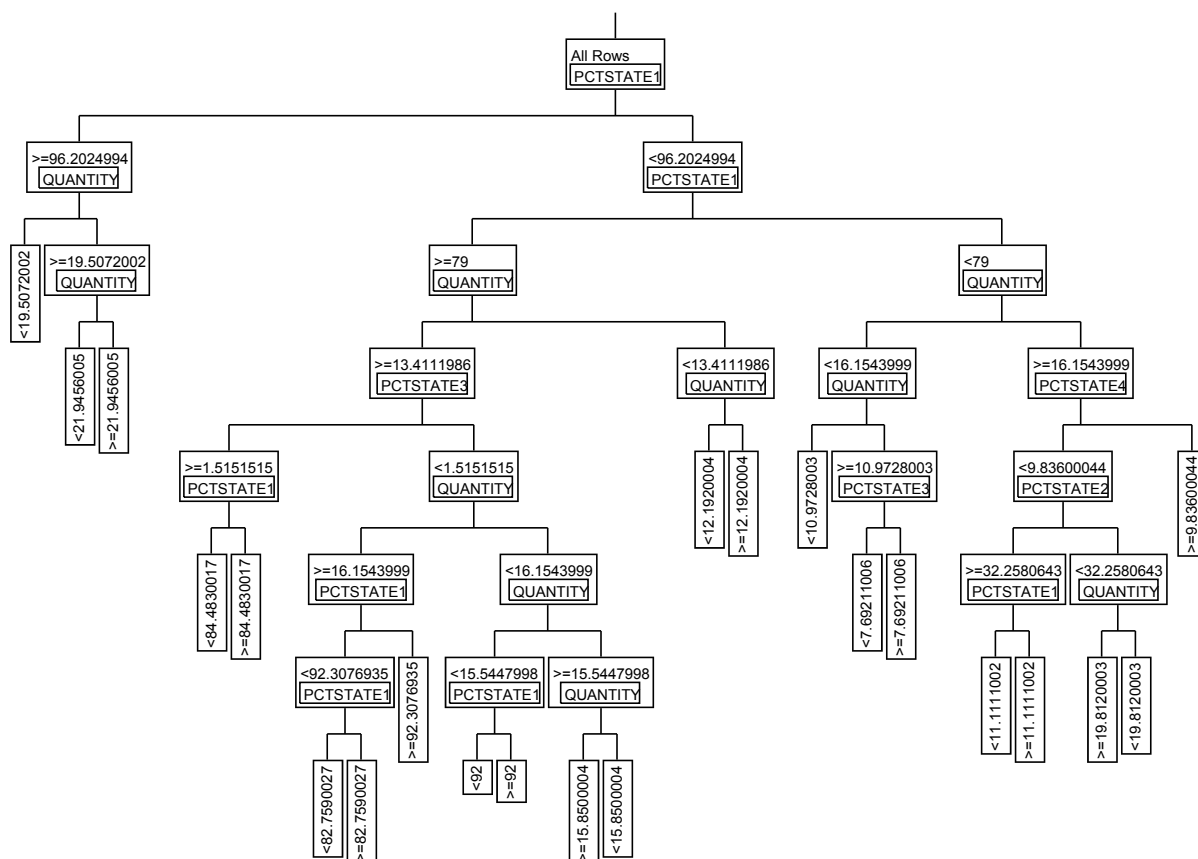 All Rows
PCTSTATE1
>=96.2024994
QUANTITY
<96.2024994
PCTSTATE1
<19.5072002
>=19.5072002
QUANTITY
>=79
QUANTITY
<79
QUANTITY
<21.9456005
>=21.9456005
>=13.4111986
PCTSTATE3
<13.4111986
QUANTITY
<16.1543999
QUANTITY
>=16.1543999
PCTSTATE4
>=1.5151515
PCTSTATE1
<1.5151515
QUANTITY
<12.1920004
>=12.1920004
<10.9728003
>=10.9728003
PCTSTATE3
<9.83600044
PCTSTATE2
>=9.83600044
<84.4830017
>=84.4830017
>=16.1543999
PCTSTATE1
<16.1543999
QUANTITY
<7.69211006
>=7.69211006
>=32.2580643
PCTSTATE1
<32.2580643
QUANTITY
<92.3076935
PCTSTATE1
>=92.3076935
<15.5447998
PCTSTATE1
>=15.5447998
QUANTITY
<11.1111002
>=11.1111002
>=19.8120003
<19.8120003
<82.7590027
>=82.7590027
<92
>=92
>=15.8500004
<15.8500004